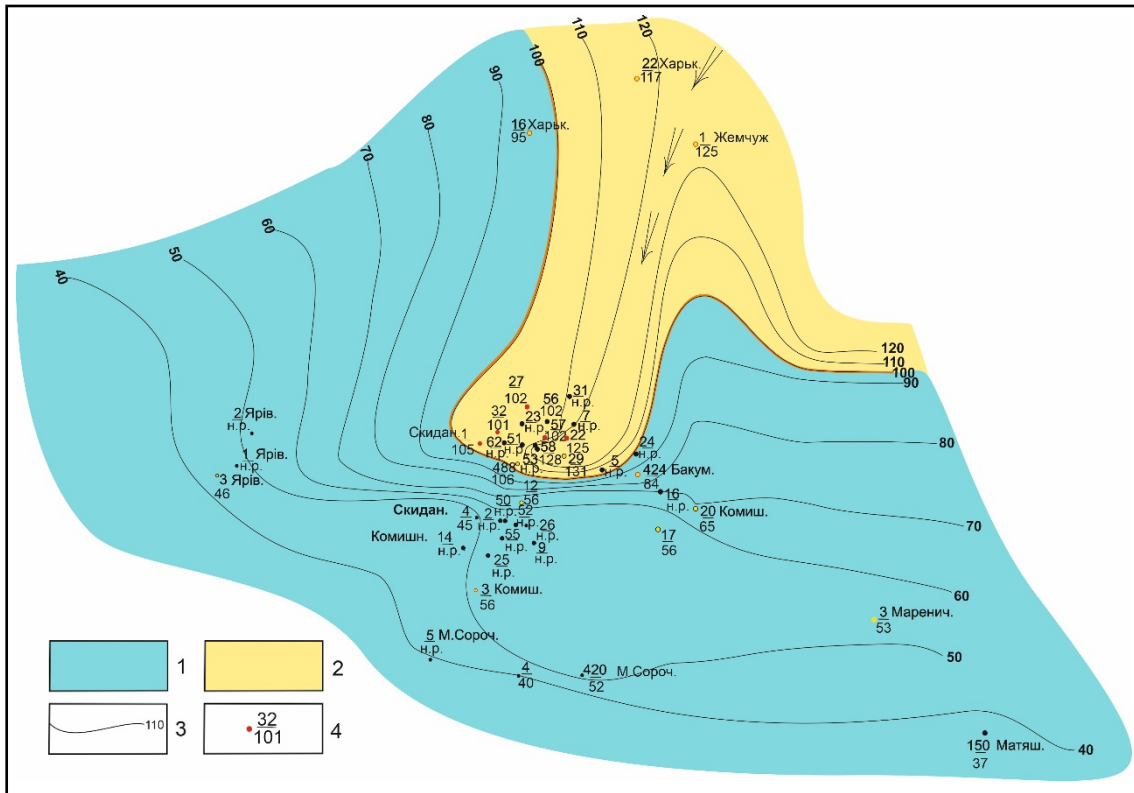 120
110
100
90
80
70
60
50
40
22 Харьк.
117
16 Харьк.
95
1 Жемчуж
125
120
110
100
90
80
70
60
50
40
27
102
32
101
56
102
31
н.р.
23
н.р.
57
102
7
н.р.
22
125
Скидан.1
105
62
н.р.
51
н.р.
58
128
53
н.р.
29
131
488
106
5
н.р.
24
н.р.
424 Бакум.
84
16
н.р.
20 Комиш.
65
17
56
12
56
2 Ярів.
н.р.
1 Ярів.
н.р.
3 Ярів.
46
Скидан.
4
45
2
н.р.
50
н.р.
52
н.р.
26
н.р.
55
н.р.
9
н.р.
Комишн.
14
н.р.
25
н.р.
3 Комиш.
56
3 Маренич.
53
5 М.Сороч.
н.р.
4
40
420 М.Сороч.
52
150 Матяш.
37
1
2
110
3
32
101
4